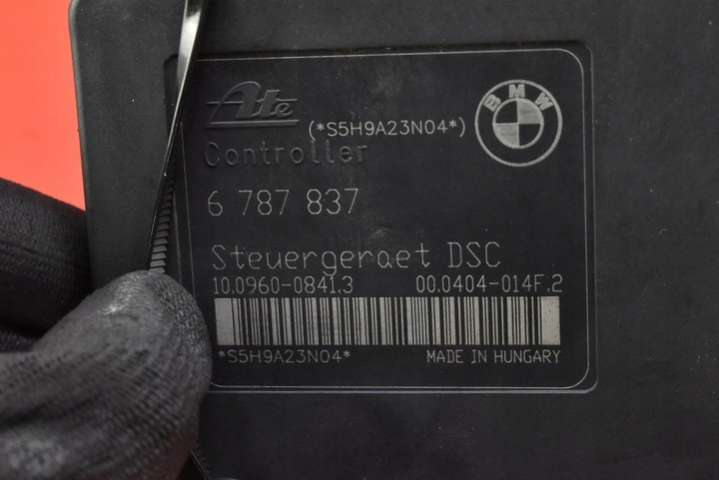 Ate
BMW
(*S5H9A23N04*)
Controller
6 787 837
Steuergeraet DSC
10.0960-0841.3 00.0404-014F.2
*S5H9A23N04* MADE IN HUNGARY